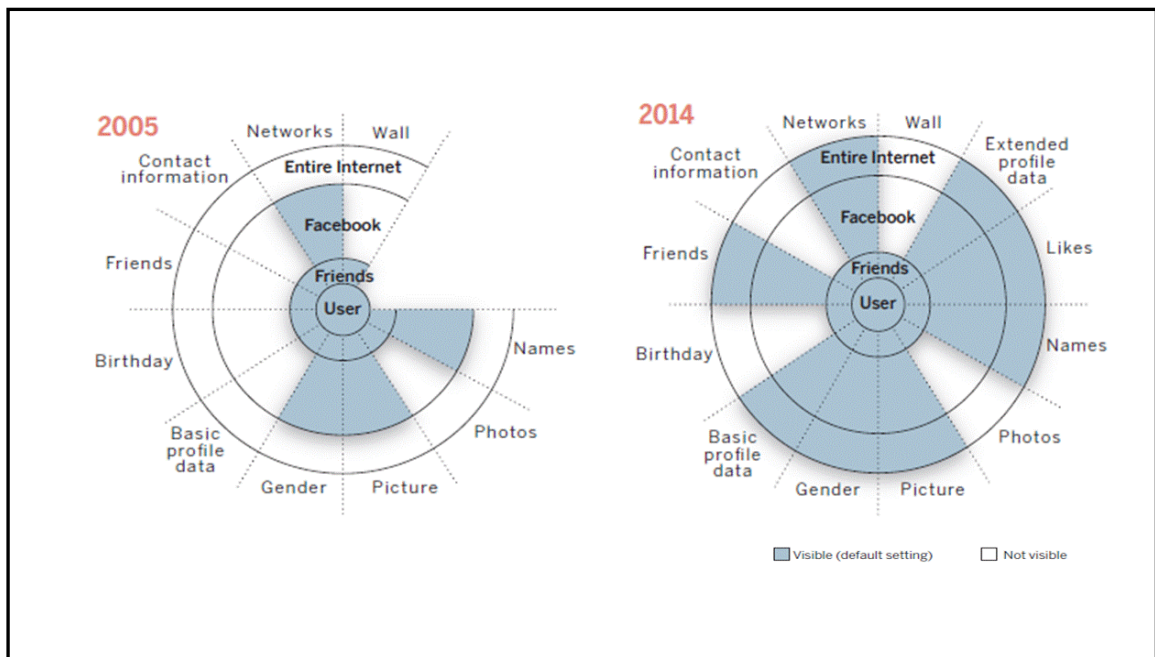 2005
Networks
Wall
Contact
information
Entire Internet
Facebook
Friends
Friends
User
Birthday
Names
Basic
profile
data
Photos
Gender
Picture
2014
Networks
Wall
Contact
information
Entire Internet
Extended
profile
data
Facebook
Friends
Likes
Friends
User
Birthday
Names
Basic
profile
data
Photos
Gender
Picture
Visible (default setting)
Not visible